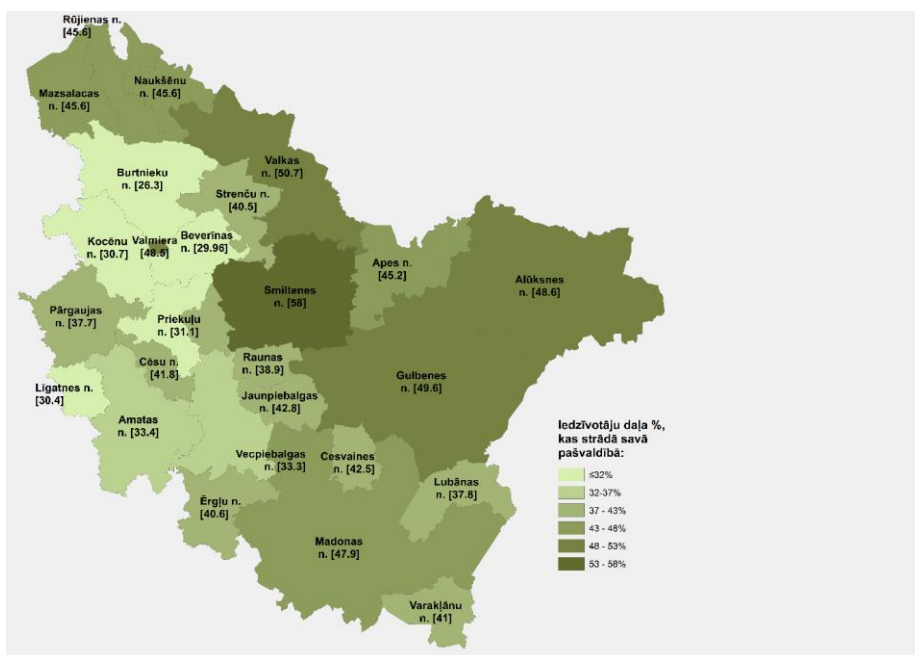 Rūjienas n.
[45.6]
Naukšēnu
n. [45.6]
Mazsalacas
n. [45.6]
Burtnieku
n. [26.3]
Valkas
n. [50.7]
Strenču n.
[40.5]
Kocēnu
n. [30.7]
Valmiera
[48.5]
Beverīnas
n. [29.96]
Apes n.
[45.2]
Alūksnes
n. [48.6]
Smiltenes
n. [58]
Pārgaujas
n. [37.7]
Priekuļu
n. [31.1]
Cēsu n.
[41.8]
Raunas
n. [38.9]
Gulbenes
n. [49.6]
Līgatnes n.
[30.4]
Jaunpiebalgas
n. [42.8]
Amatas
n. [33.4]
Vecpiebalgas
n. [33.3]
Cesvaines
n. [42.5]
Lubānas
n. [37.8]
Ērgļu n.
[40.6]
Madonas
n. [47.9]
Varakļānu
n. [41]
Iedzīvotāju daļa %,
kas strādā savā
pašvaldībā:
≤32%
32-37%
37 - 43%
43 - 48%
48 - 53%
53 - 58%